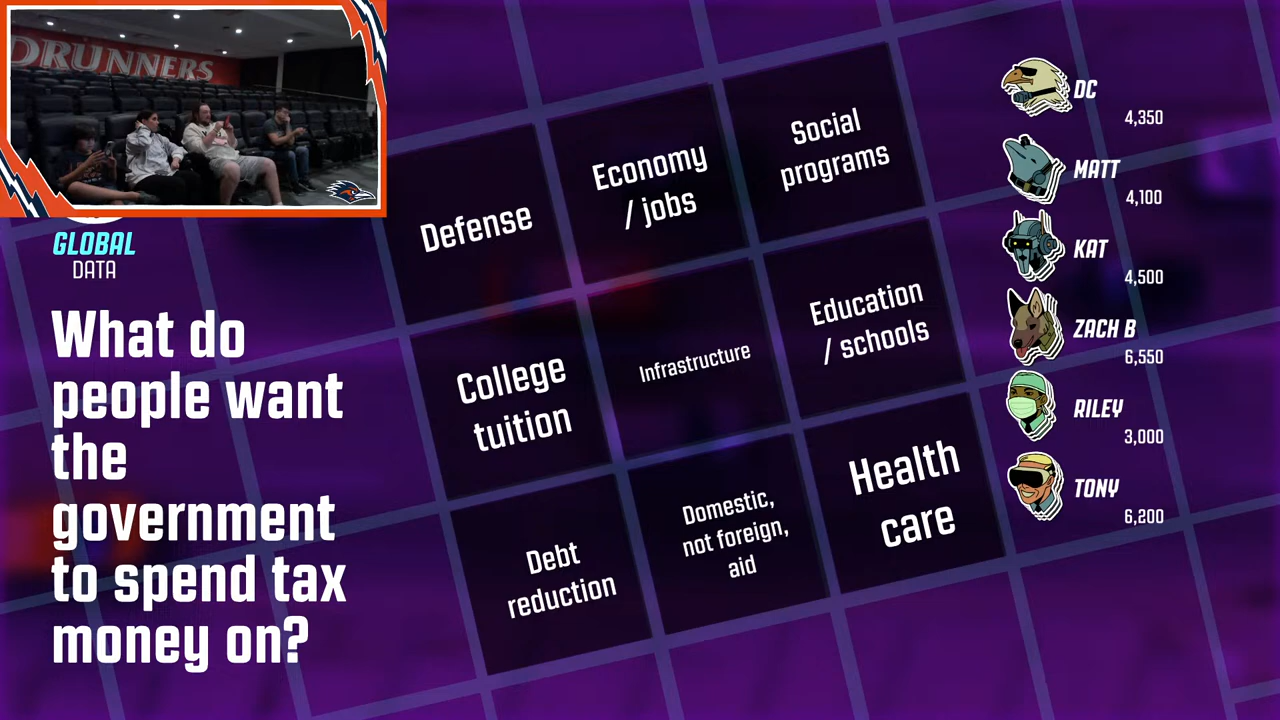 DRUNNERS
GLOBAL
DATA
What do
people want
the
government
to spend tax
money on?
Defense
Economy
/ jobs
Social
programs
College
tuition
Infrastructure
Education
/ schools
Debt
reduction
Domestic,
not foreign,
aid
Health
care
DC
4,350
MATT
4,100
KAT
4,500
ZACH B
6,550
RILEY
3,000
TONY
6,200